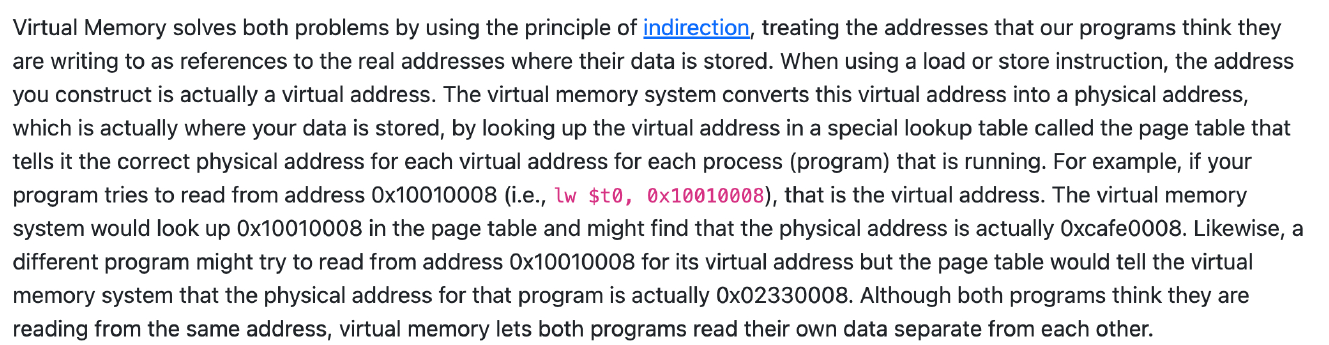 Virtual Memory solves both problems by using the principle of indirection, treating the addresses that our programs think they
are writing to as references to the real addresses where their data is stored. When using a load or store instruction, the address
you construct is actually a virtual address. The virtual memory system converts this virtual address into a physical address,
which is actually where your data is stored, by looking up the virtual address in a special lookup table called the page table that
tells it the correct physical address for each virtual address for each process (program) that is running. For example, if your
program tries to read from address 0x10010008 (i.e., lw $t0, 0x10010008), that is the virtual address. The virtual memory
system would look up 0x10010008 in the page table and might find that the physical address is actually 0xcafe0008. Likewise, a
different program might try to read from address 0x10010008 for its virtual address but the page table would tell the virtual
memory system that the physical address for that program is actually 0x02330008. Although both programs think they are
reading from the same address, virtual memory lets both programs read their own data separate from each other.